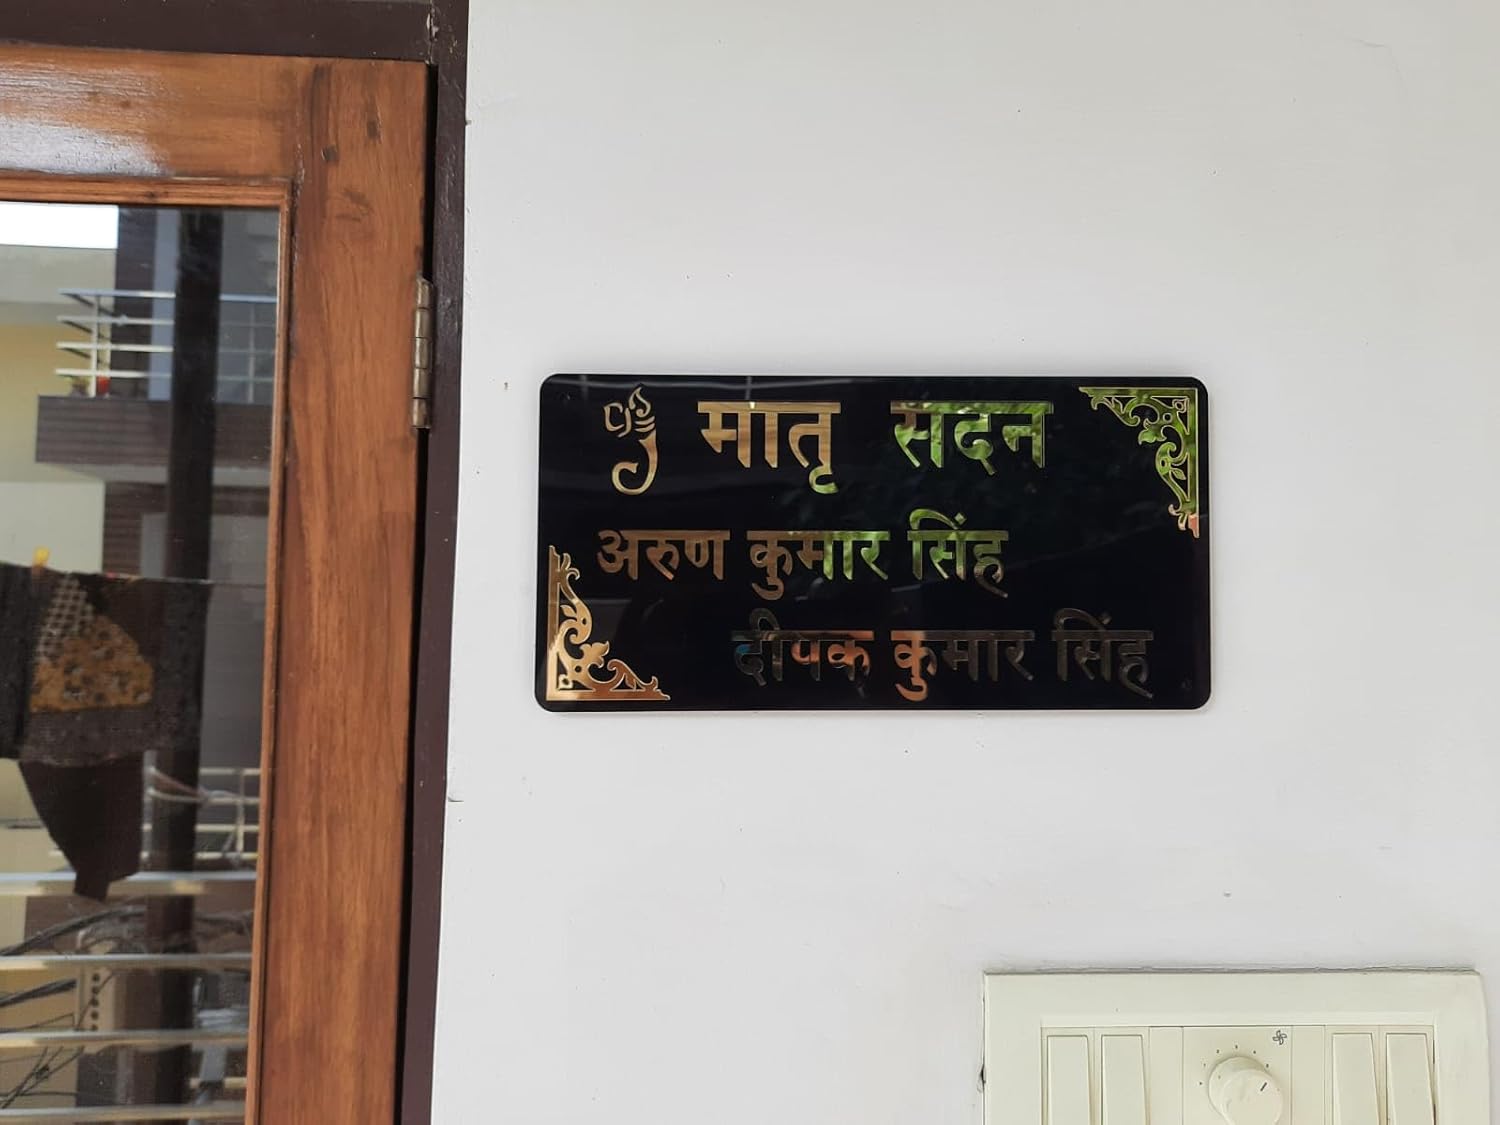 मातृ सदन
अरुण कुमार सिंह
दीपक कुमार सिंह